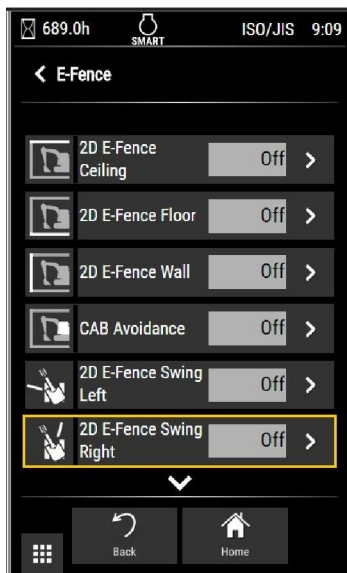 689.0h
SMART
ISO/JIS 9:09
E-Fence
2D E-Fence
Ceiling
Off
2D E-Fence Floor
Off
2D E-Fence Wall
Off
CAB Avoidance
Off
2D E-Fence Swing
Left
Off
2D E-Fence Swing
Right
Off
Back
Home